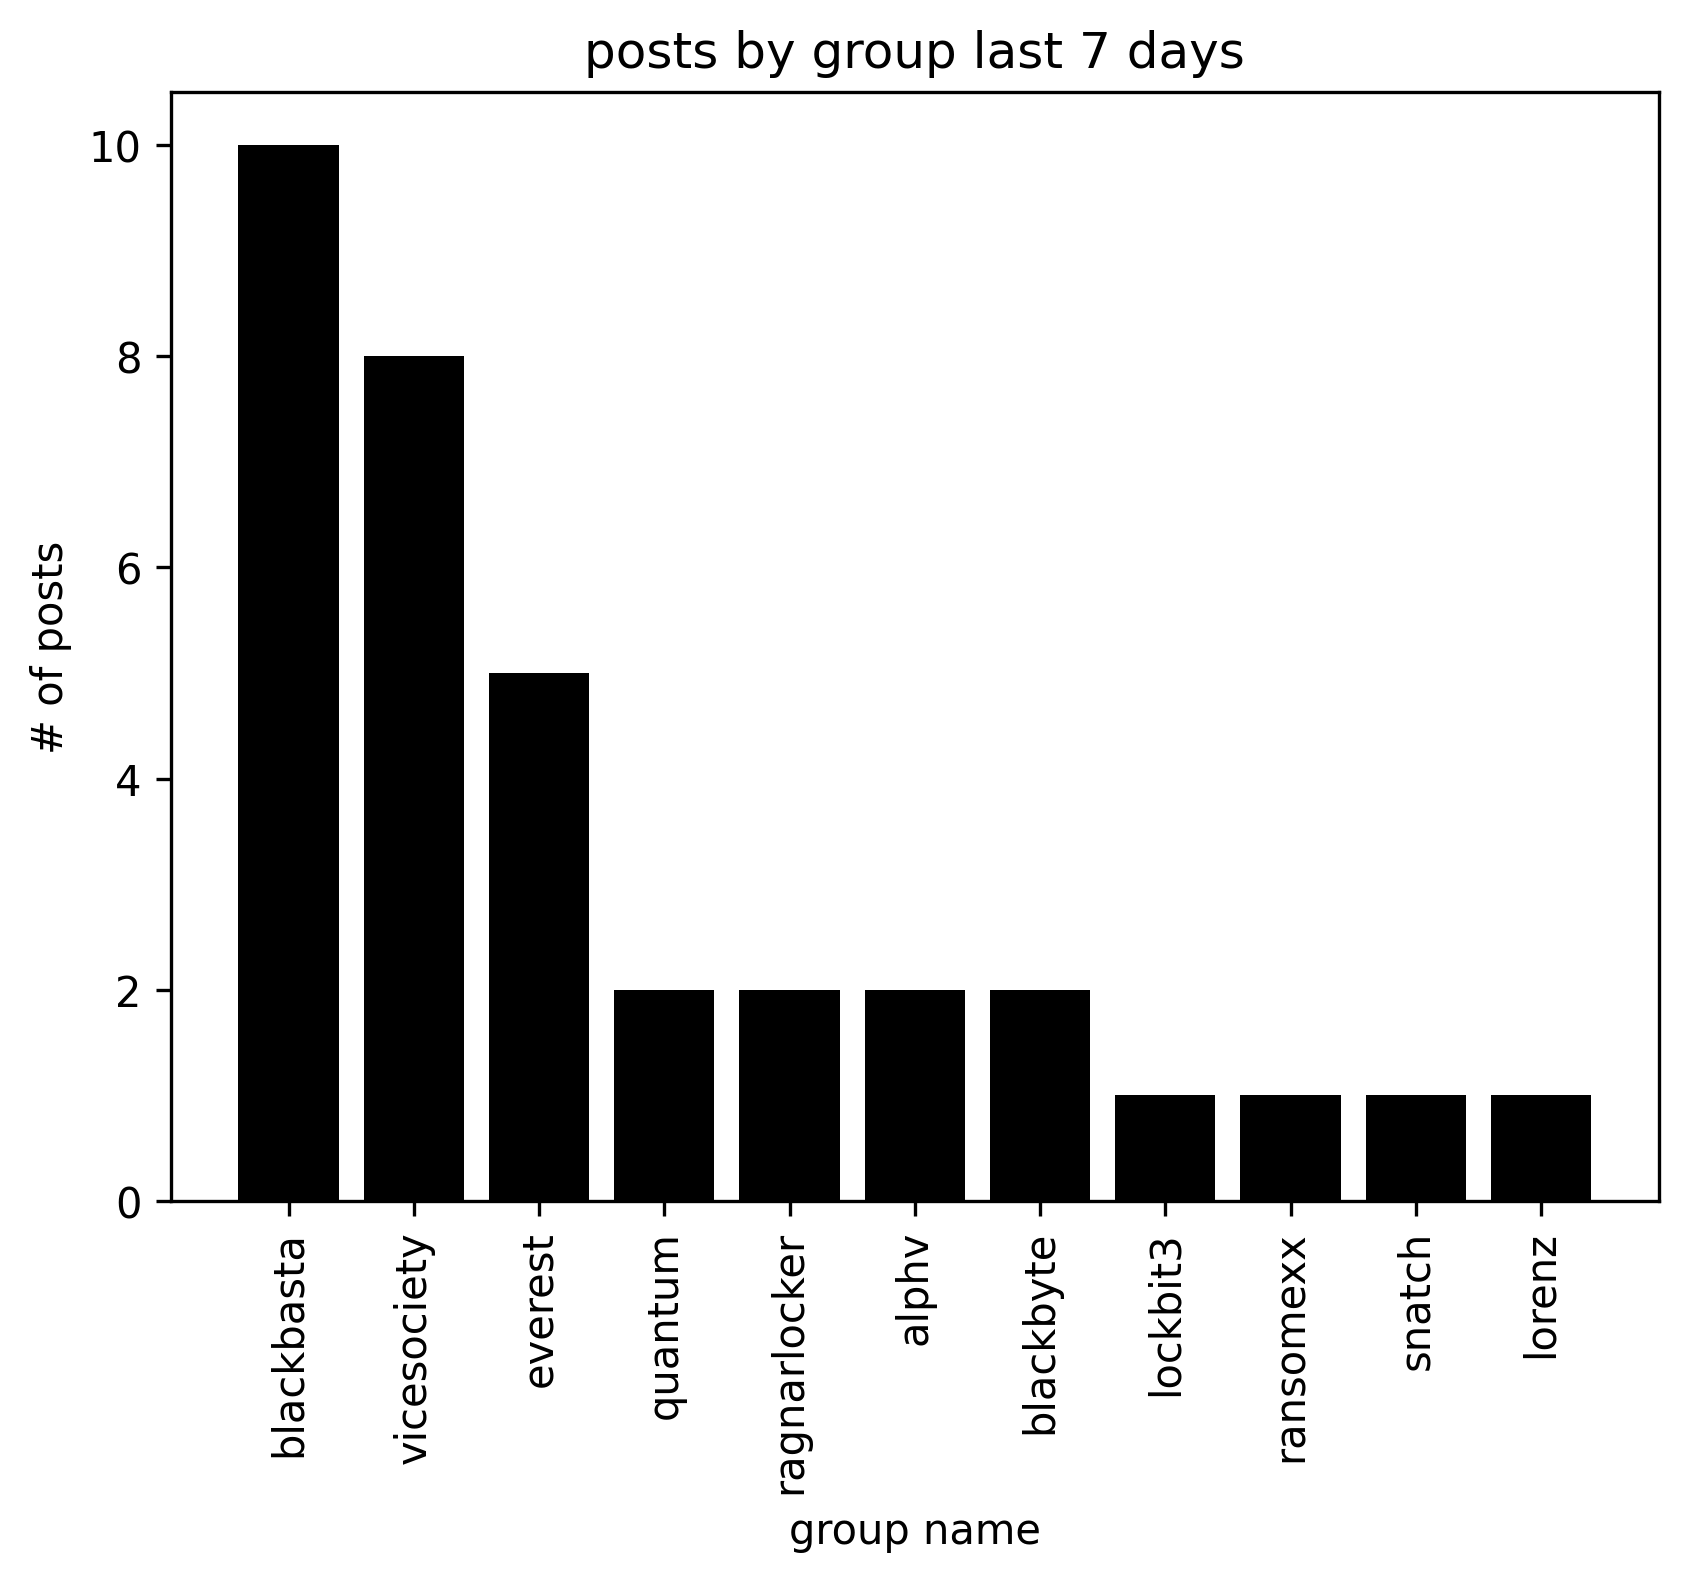 posts by group last 7 days
# of posts
10
8
6
4
2
0
blackbasta
vicesociety
everest
quantum
ragnarlocker
alphv
blackbyte
lockbit3
ransomexx
snatch
lorenz
group name